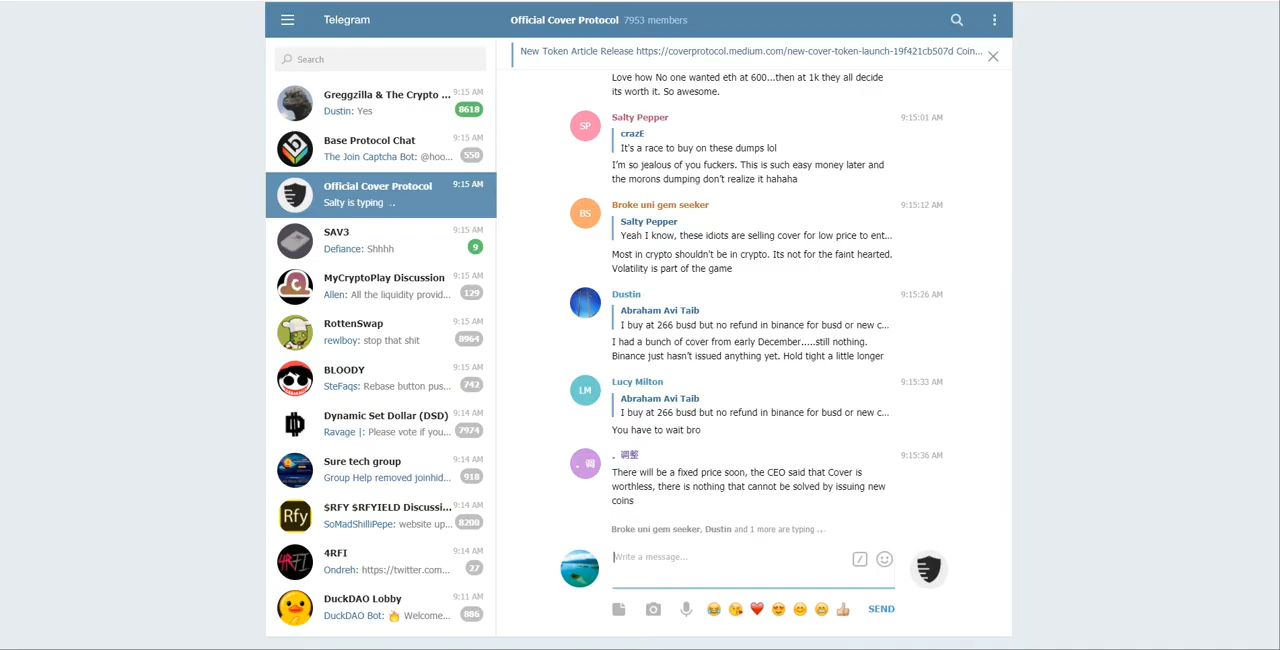 Telegram
Official Cover Protocol 7953 members
Search
New Token Article Release https://coverprotocol.medium.com/new-cover-token-launch-19f421cb507d Coin...
Greggzilla & The Crypto ... 9:15 AM
Dustin: Yes 8618
Base Protocol Chat 9:15 AM
The Join Captcha Bot: @hoo... 550
Official Cover Protocol 9:15 AM
Salty is typing ..
SAV3 9:15 AM
Defiance: Shhhh 9
MyCryptoPlay Discussion 9:15 AM
Allen: All the liquidity provid... 129
RottenSwap 9:15 AM
rewlboy: stop that shit 8964
BLOODY 9:15 AM
SteFaqs: Rebase button pus... 742
Dynamic Set Dollar (DSD) 9:14 AM
Ravage |: Please vote if you... 7974
Sure tech group 9:14 AM
Group Help removed joinhid... 918
$RFY $RFYIELD Discussi... 9:14 AM
SoMadShilliPepe: website up... 8200
4RFI 9:14 AM
Ondreh: https://twitter.com... 27
DuckDAO Lobby 9:11 AM
DuckDAO Bot: 🔥 Welcome... 886
Rfy
4RFI
Love how No one wanted eth at 600...then at 1k they all decide
its worth it. So awesome.
SP
Salty Pepper 9:15:01 AM
crazE
It's a race to buy on these dumps lol
I'm so jealous of you fuckers. This is such easy money later and
the morons dumping don't realize it hahaha
BS
Broke uni gem seeker 9:15:12 AM
Salty Pepper
Yeah I know, these idiots are selling cover for low price to ent...
Most in crypto shouldn't be in crypto. Its not for the faint hearted.
Volatility is part of the game
Dustin 9:15:26 AM
Abraham Avi Taib
I buy at 266 busd but no refund in binance for busd or new c...
I had a bunch of cover from early December.....still nothing.
Binance just hasn't issued anything yet. Hold tight a little longer
LM
Lucy Milton 9:15:33 AM
Abraham Avi Taib
I buy at 266 busd but no refund in binance for busd or new c...
You have to wait bro
. 调
. 调整 9:15:36 AM
There will be a fixed price soon, the CEO said that Cover is
worthless, there is nothing that cannot be solved by issuing new
coins
Broke uni gem seeker, Dustin and 1 more are typing ...
Write a message...
SEND